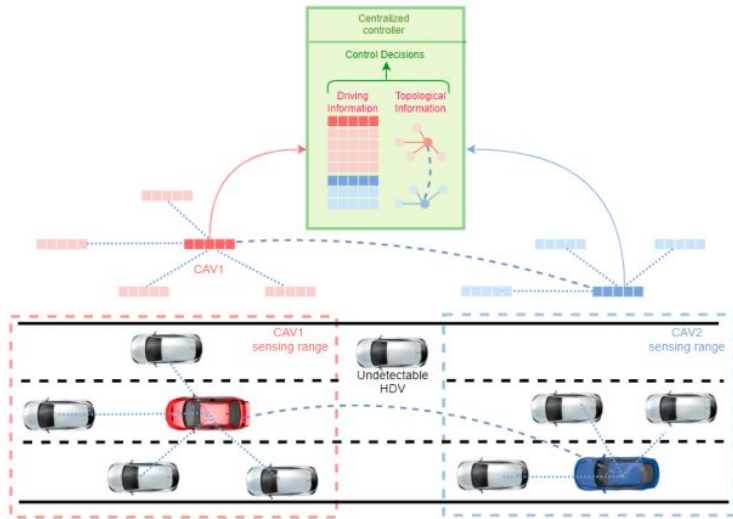 Centralized
controller
Control Decisions
Driving
Information
Topological
Information
CAV1
CAV1
sensing range
Undetectable
HDV
CAV2
sensing range